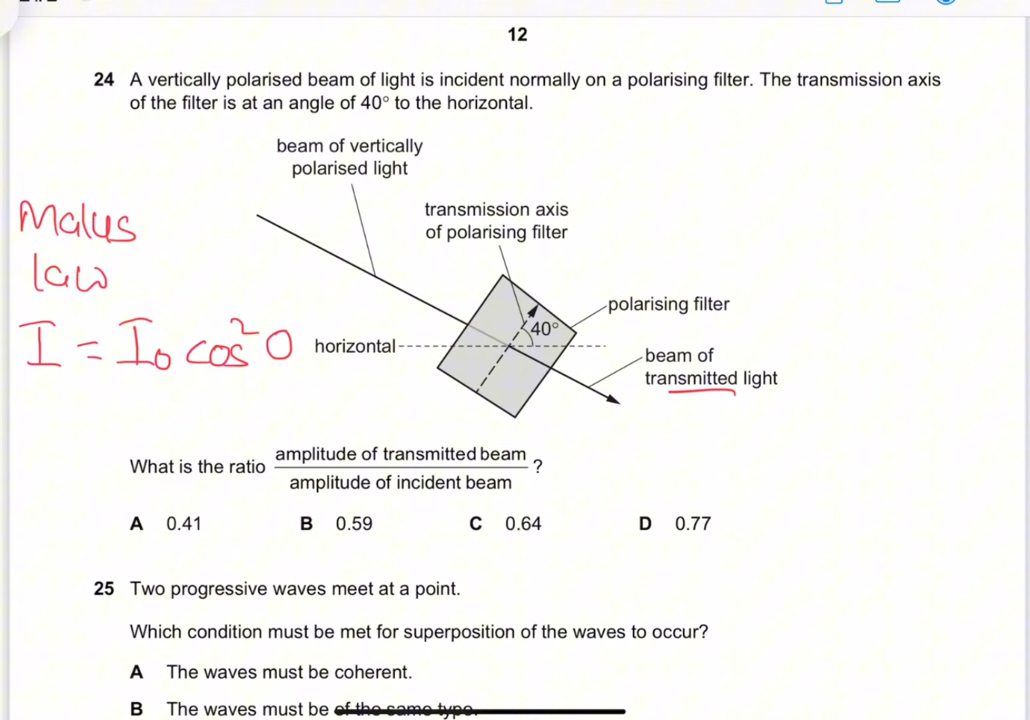 12
24 A vertically polarised beam of light is incident normally on a polarising filter. The transmission axis
of the filter is at an angle of 40° to the horizontal.
beam of vertically
polarised light
transmission axis
of polarising filter
Malus
law
I = I₀ cos²θ
40°
polarising filter
horizontal
beam of
transmitted light
What is the ratio amplitude of transmitted beam / amplitude of incident beam ?
A 0.41 B 0.59 C 0.64 D 0.77
25 Two progressive waves meet at a point.
Which condition must be met for superposition of the waves to occur?
A The waves must be coherent.
B The waves must be of the same type.